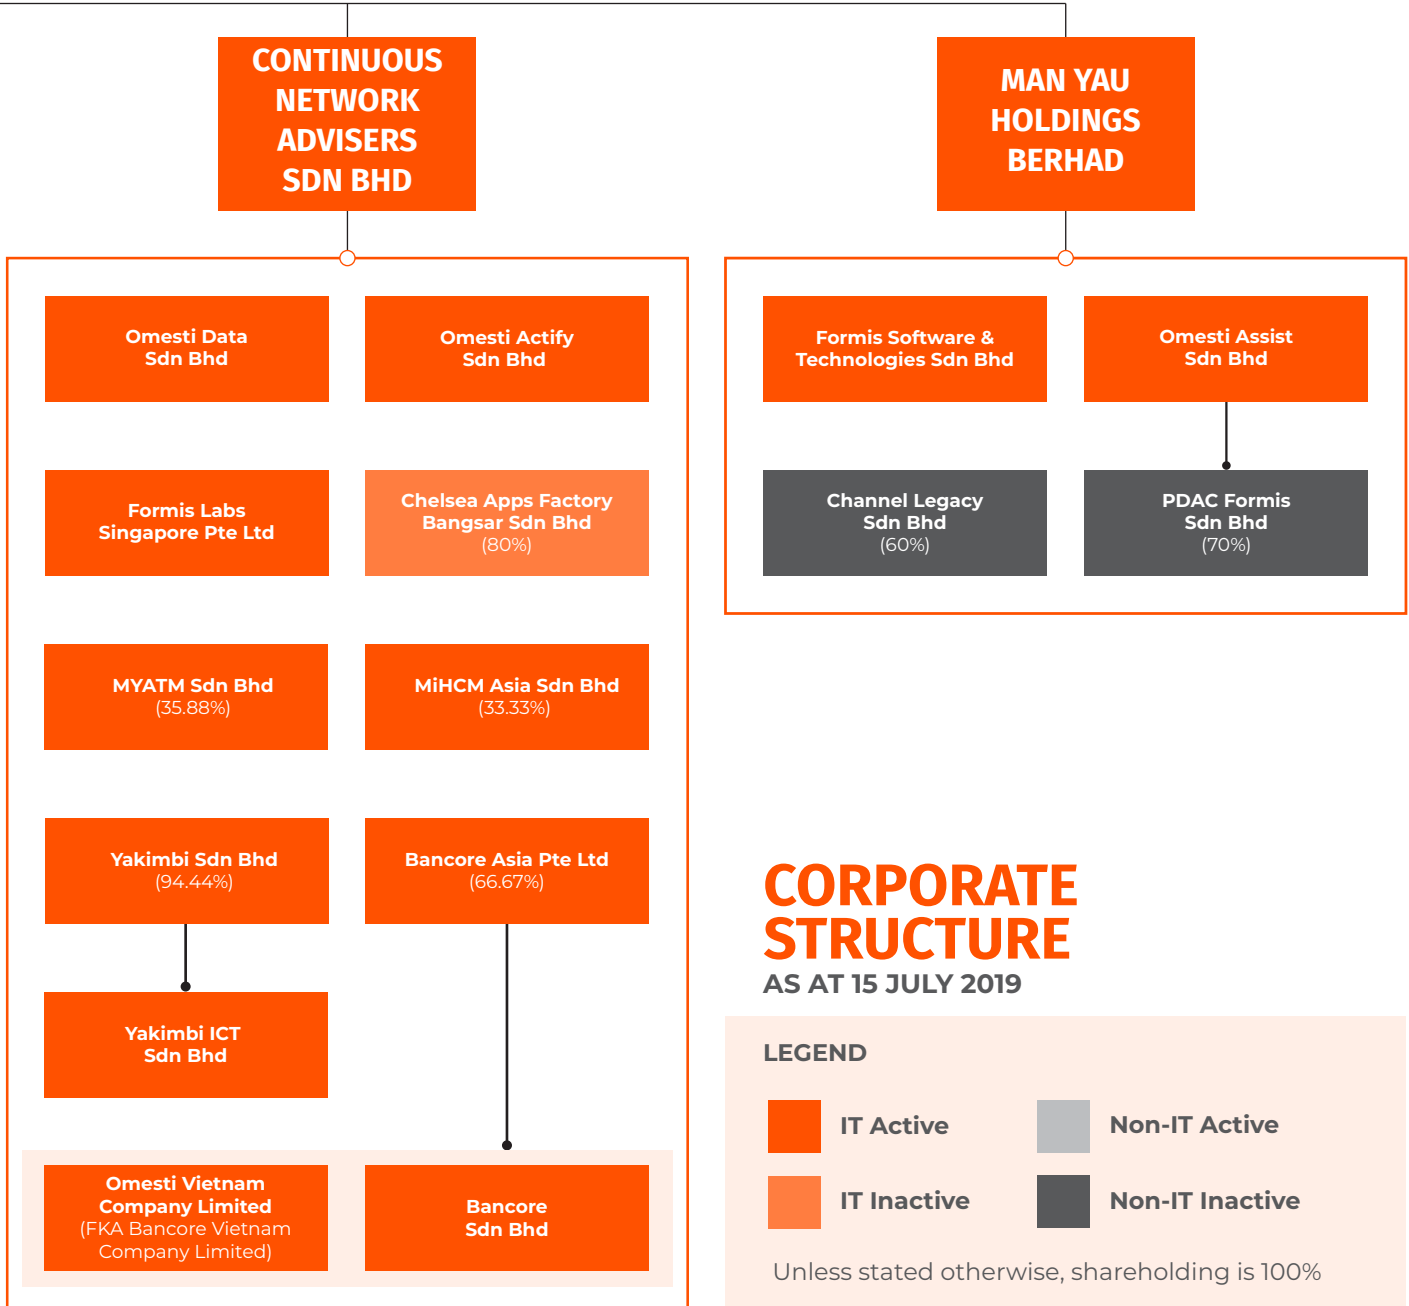 CONTINUOUS
NETWORK
ADVISERS
SDN BHD
MAN YAU
HOLDINGS
BERHAD
Omesti Data
Sdn Bhd
Omesti Actify
Sdn Bhd
Formis Labs
Singapore Pte Ltd
Chelsea Apps Factory
Bangsar Sdn Bhd
(80%)
MYATM Sdn Bhd
(35.88%)
MiHCM Asia Sdn Bhd
(33.33%)
Yakimbi Sdn Bhd
(94.44%)
Bancore Asia Pte Ltd
(66.67%)
Yakimbi ICT
Sdn Bhd
Omesti Vietnam
Company Limited
(FKA Bancore Vietnam
Company Limited)
Bancore
Sdn Bhd
Formis Software &
Technologies Sdn Bhd
Omesti Assist
Sdn Bhd
Channel Legacy
Sdn Bhd
(60%)
PDAC Formis
Sdn Bhd
(70%)
CORPORATE
STRUCTURE
AS AT 15 JULY 2019
LEGEND
IT Active
Non-IT Active
IT Inactive
Non-IT Inactive
Unless stated otherwise, shareholding is 100%